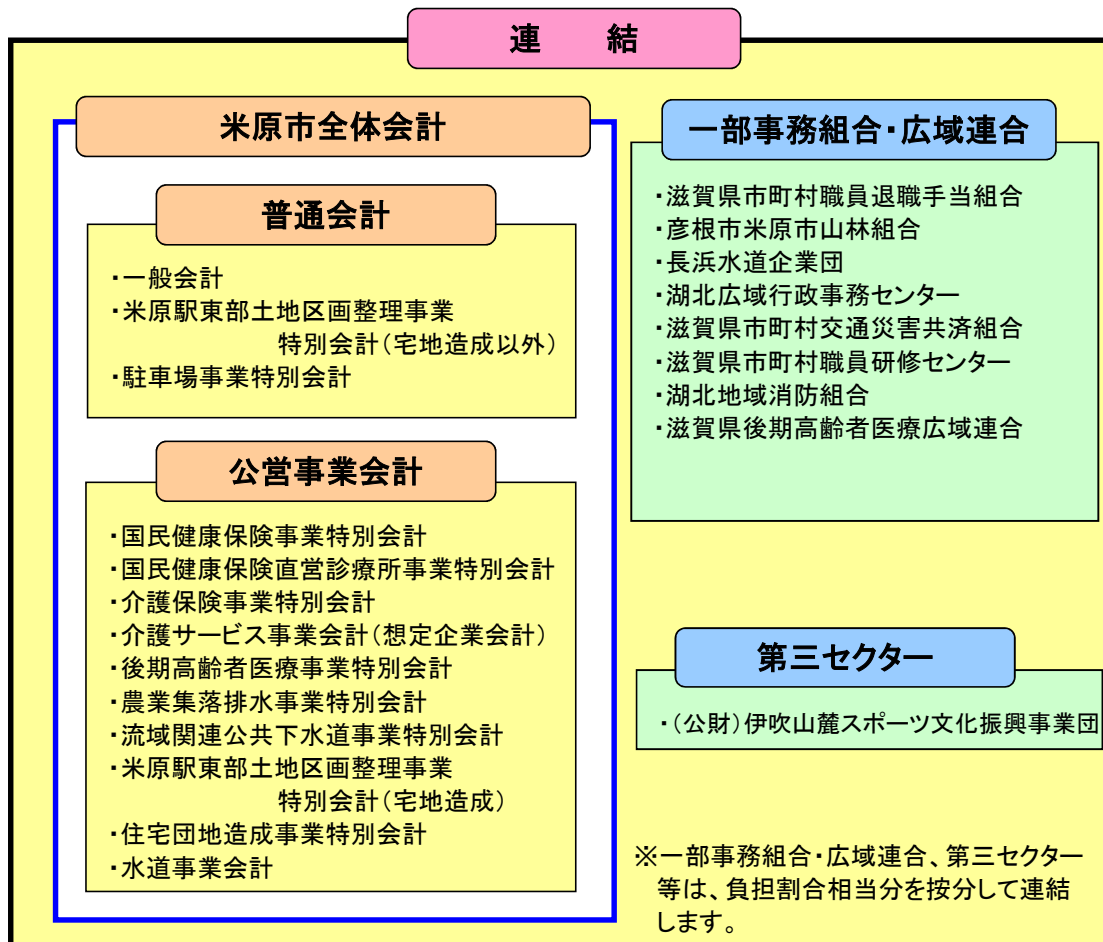 連　　結
米原市全体会計
普通会計
・一般会計
・米原駅東部土地区画整理事業
特別会計（宅地造成以外）
・駐車場事業特別会計
公営事業会計
・国民健康保険事業特別会計
・国民健康保険直営診療所事業特別会計
・介護保険事業特別会計
・介護サービス事業会計（想定企業会計）
・後期高齢者医療事業特別会計
・農業集落排水事業特別会計
・流域関連公共下水道事業特別会計
・米原駅東部土地区画整理事業
特別会計（宅地造成）
・住宅団地造成事業特別会計
・水道事業会計
一部事務組合・広域連合
・滋賀県市町村職員退職手当組合
・彦根市米原市山林組合
・長浜水道企業団
・湖北広域行政事務センター
・滋賀県市町村交通災害共済組合
・滋賀県市町村職員研修センター
・湖北地域消防組合
・滋賀県後期高齢者医療広域連合
第三セクター
・（公財）伊吹山麓スポーツ文化振興事業団
※一部事務組合・広域連合、第三セクター
等は、負担割合相当分を按分して連結
します。